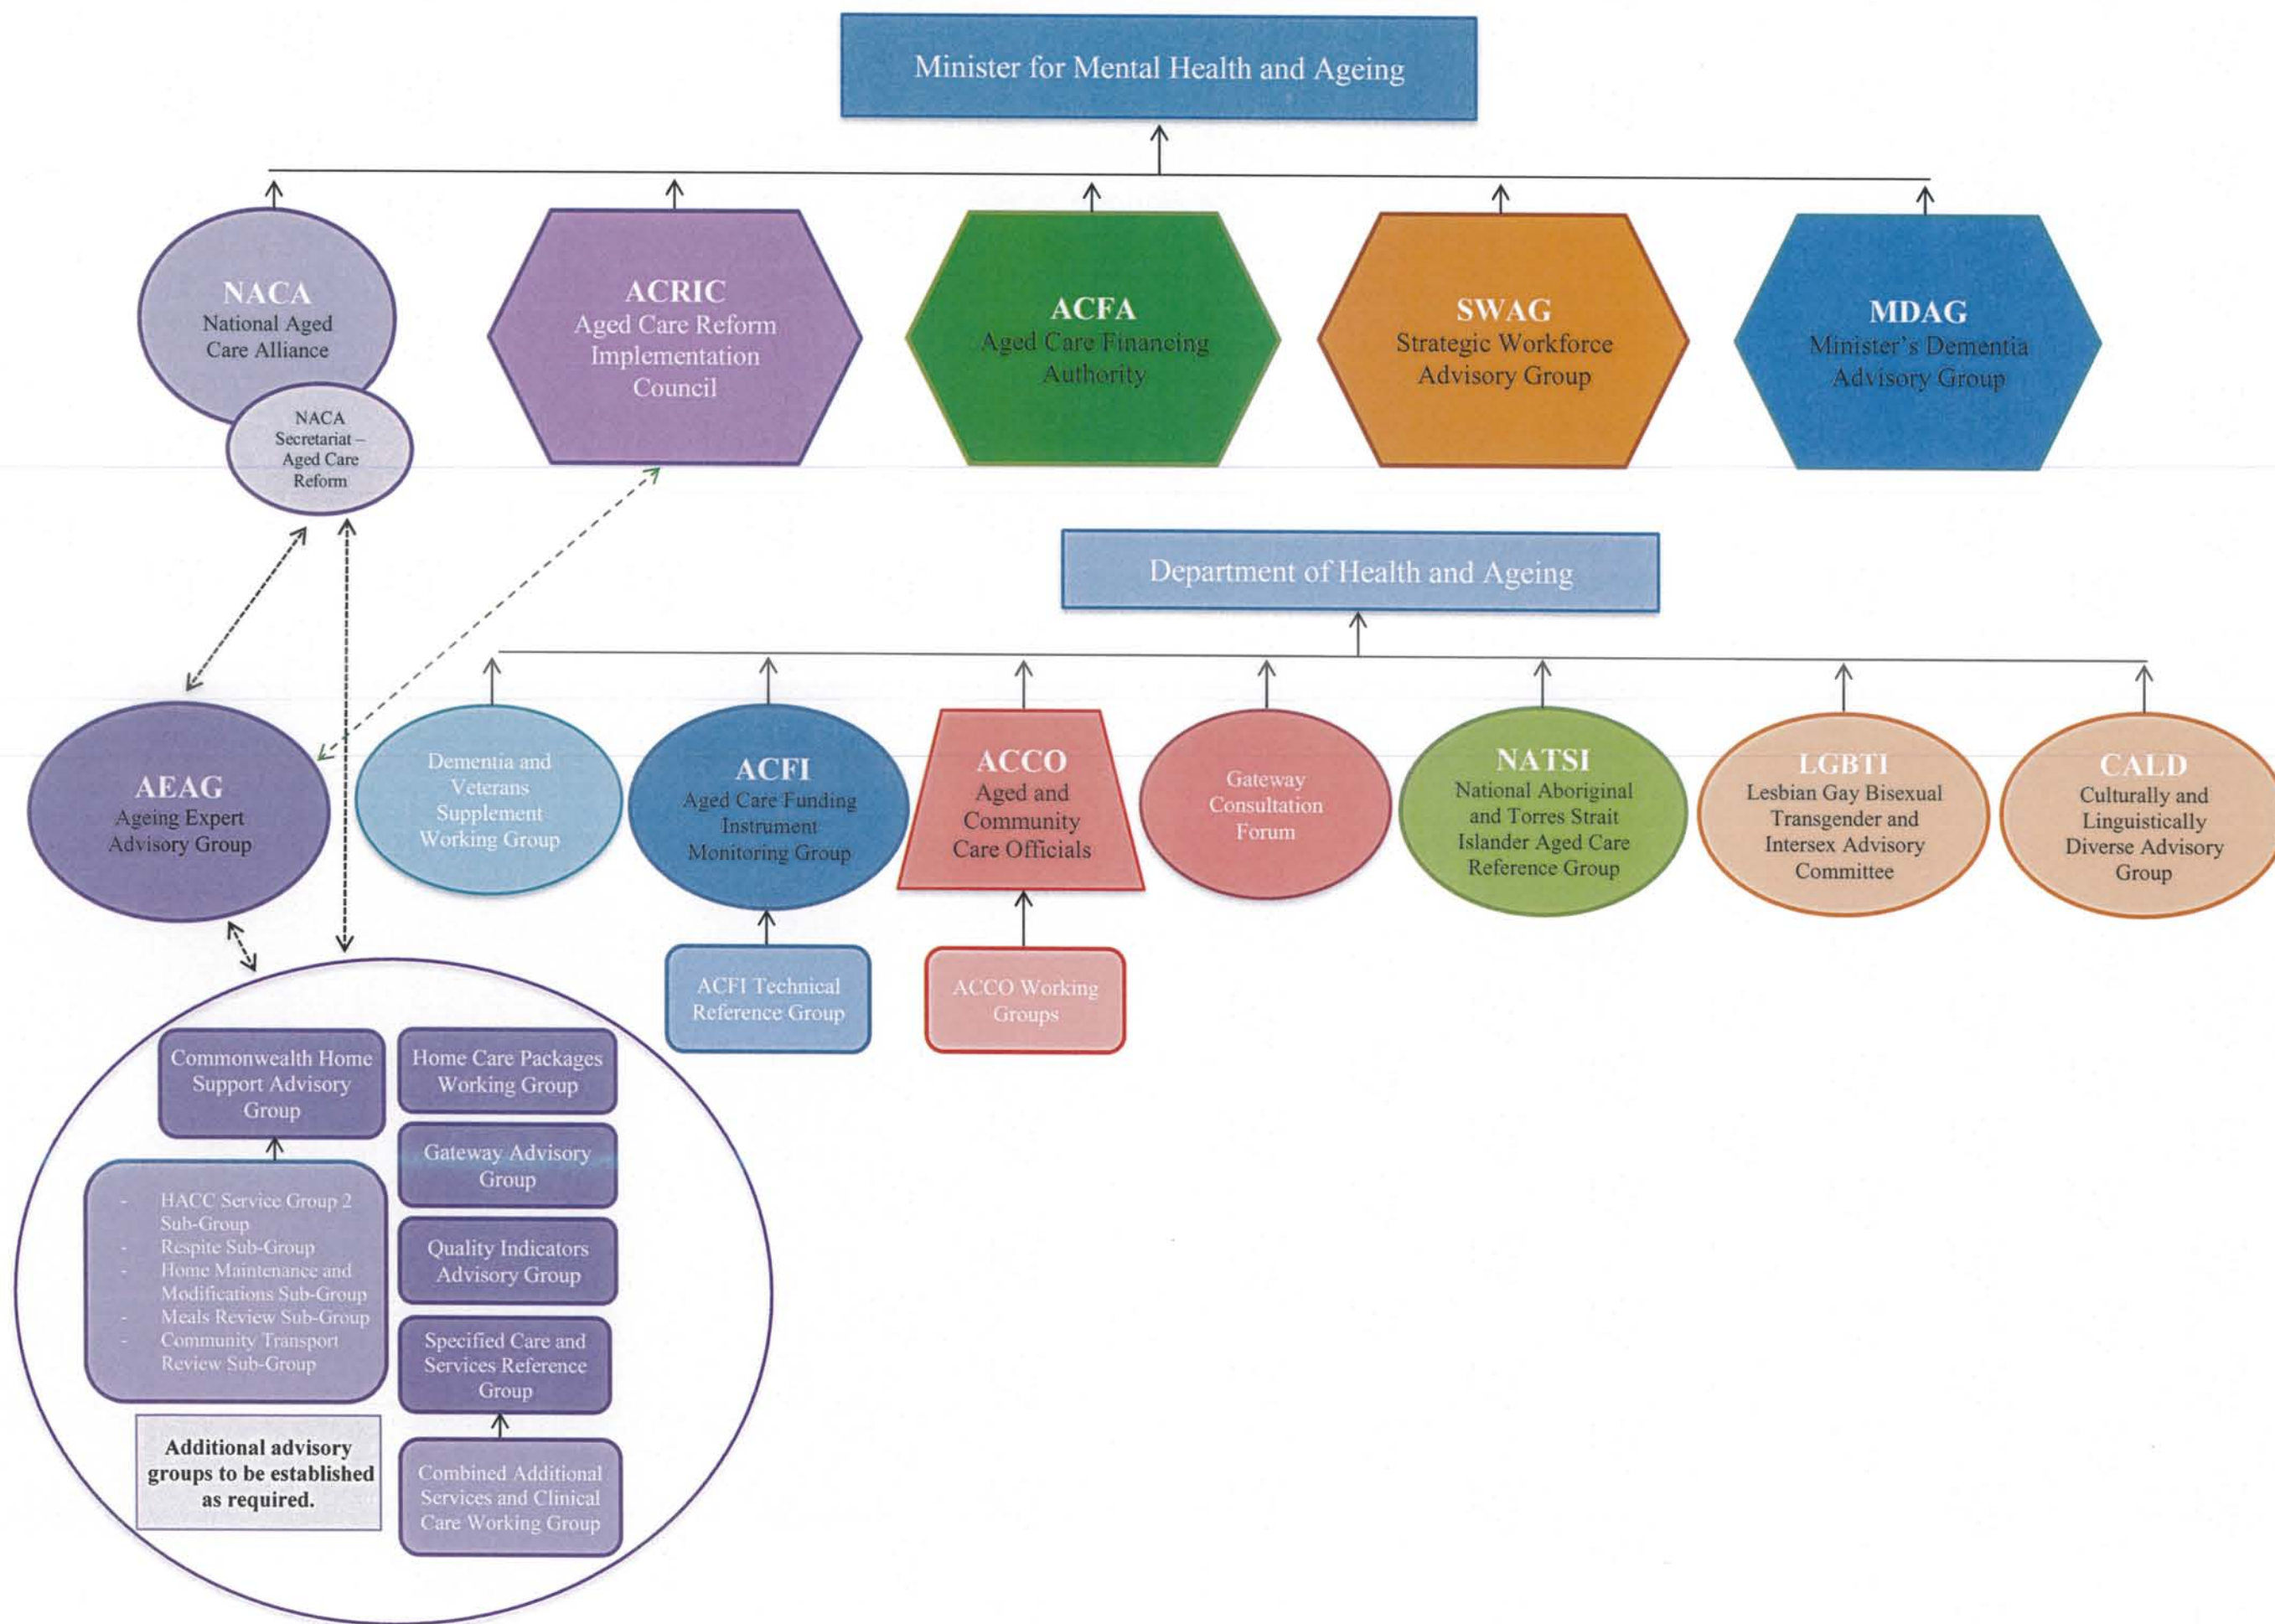 Minister for Mental Health and Ageing
NACA
National Aged
Care Alliance
NACA
Secretariat –
Aged Care
Reform
ACRIC
Aged Care Reform
Implementation
Council
ACFA
Aged Care Financing
Authority
SWAG
Strategic Workforce
Advisory Group
MDAG
Minister's Dementia
Advisory Group
Department of Health and Ageing
AEAG
Ageing Expert
Advisory Group
Dementia and
Veterans
Supplement
Working Group
ACFI
Aged Care Funding
Instrument
Monitoring Group
ACCO
Aged and
Community
Care Officials
Gateway
Consultation
Forum
NATSI
National Aboriginal
and Torres Strait
Islander Aged Care
Reference Group
LGBTI
Lesbian Gay Bisexual
Transgender and
Intersex Advisory
Committee
CALD
Culturally and
Linguistically
Diverse Advisory
Group
ACFI Technical
Reference Group
ACCO Working
Groups
Commonwealth Home
Support Advisory
Group
- HACC Service Group 2
Sub-Group
- Respite Sub-Group
- Home Maintenance and
Modifications Sub-Group
- Meals Review Sub-Group
- Community Transport
Review Sub-Group
Additional advisory
groups to be established
as required.
Home Care Packages
Working Group
Gateway Advisory
Group
Quality Indicators
Advisory Group
Specified Care and
Services Reference
Group
Combined Additional
Services and Clinical
Care Working Group